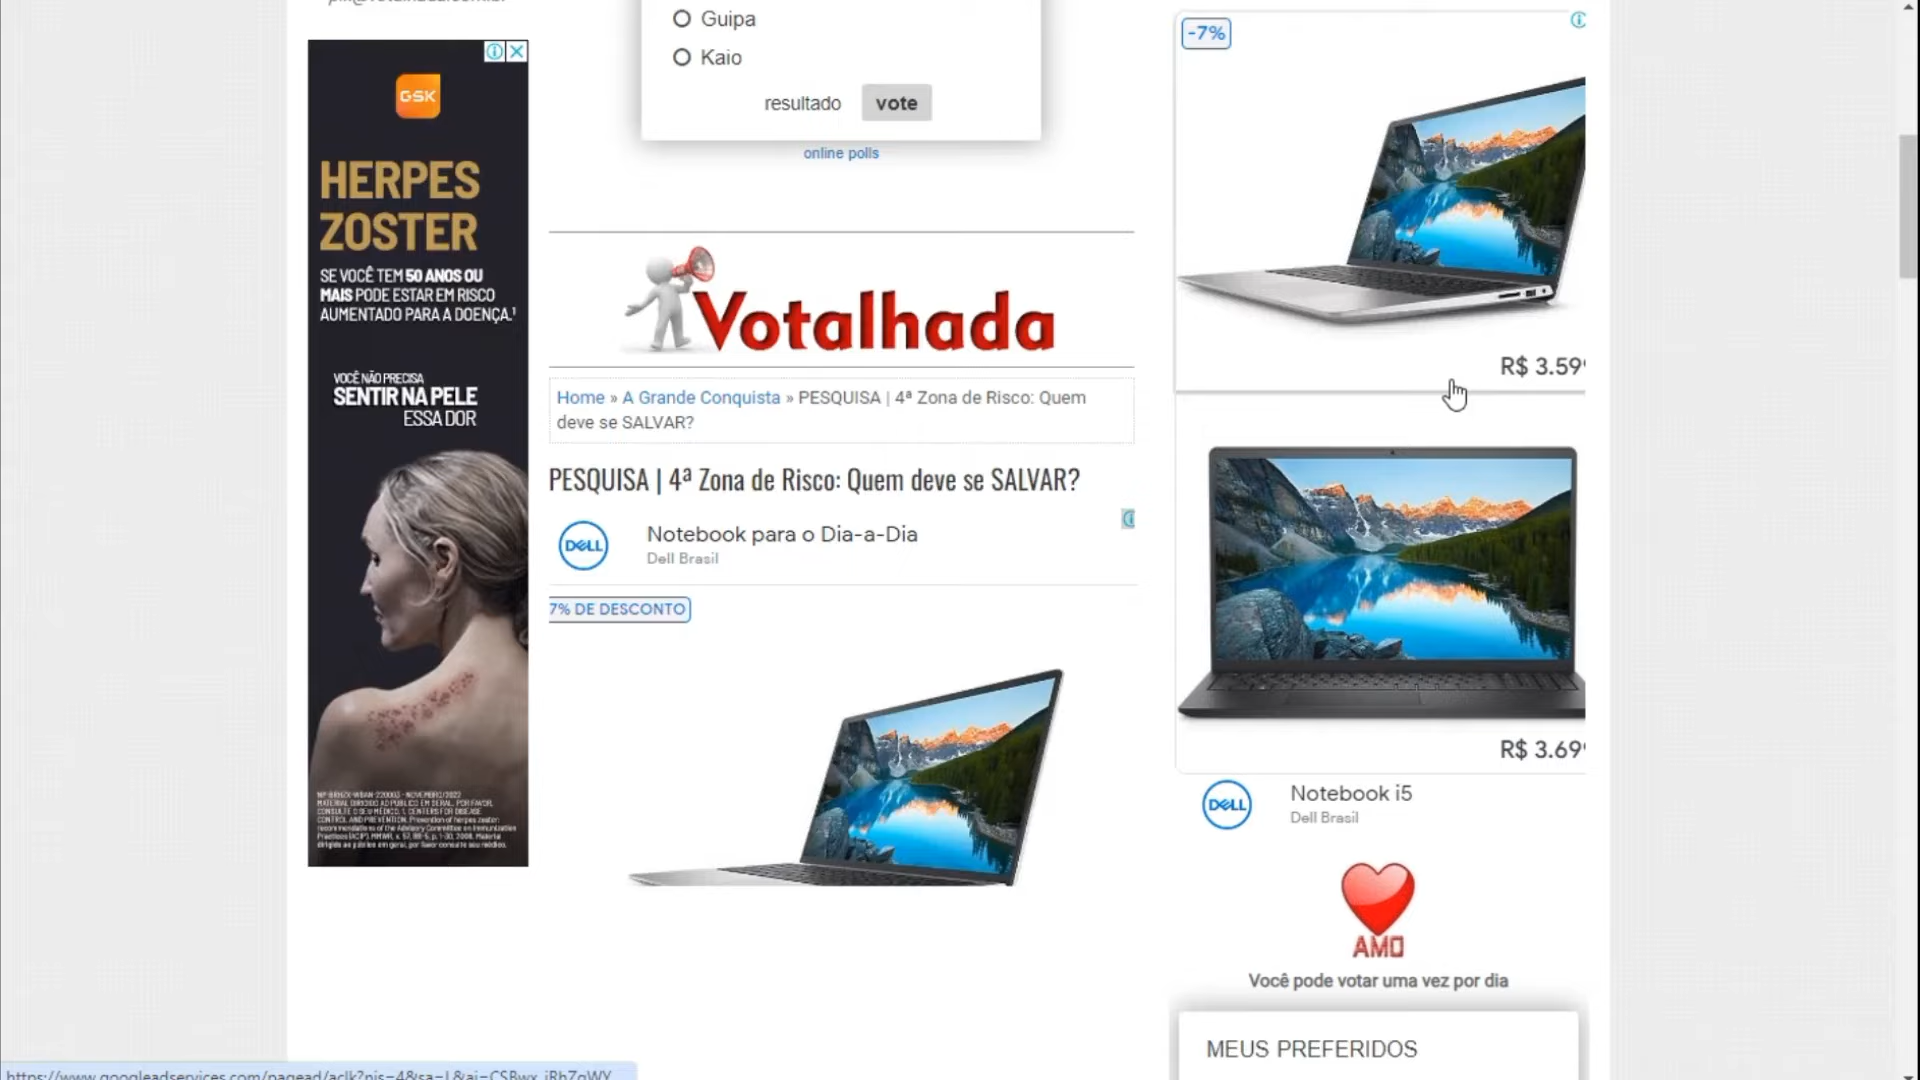 Guipa
Kaio
resultado vote
online polls
GSK
HERPES
ZOSTER
SE VOCÊ TEM 50 ANOS OU
MAIS PODE ESTAR EM RISCO
AUMENTADO PARA A DOENÇA.¹
VOCÊ NÃO PRECISA
SENTIR NA PELE
ESSA DOR
Votalhada
Home » A Grande Conquista » PESQUISA | 4ª Zona de Risco: Quem
deve se SALVAR?
PESQUISA | 4ª Zona de Risco: Quem deve se SALVAR?
DELL
Notebook para o Dia-a-Dia
Dell Brasil
7% DE DESCONTO
-7%
R$ 3.59
R$ 3.69
DELL
Notebook i5
Dell Brasil
AMO
Você pode votar uma vez por dia
MEUS PREFERIDOS